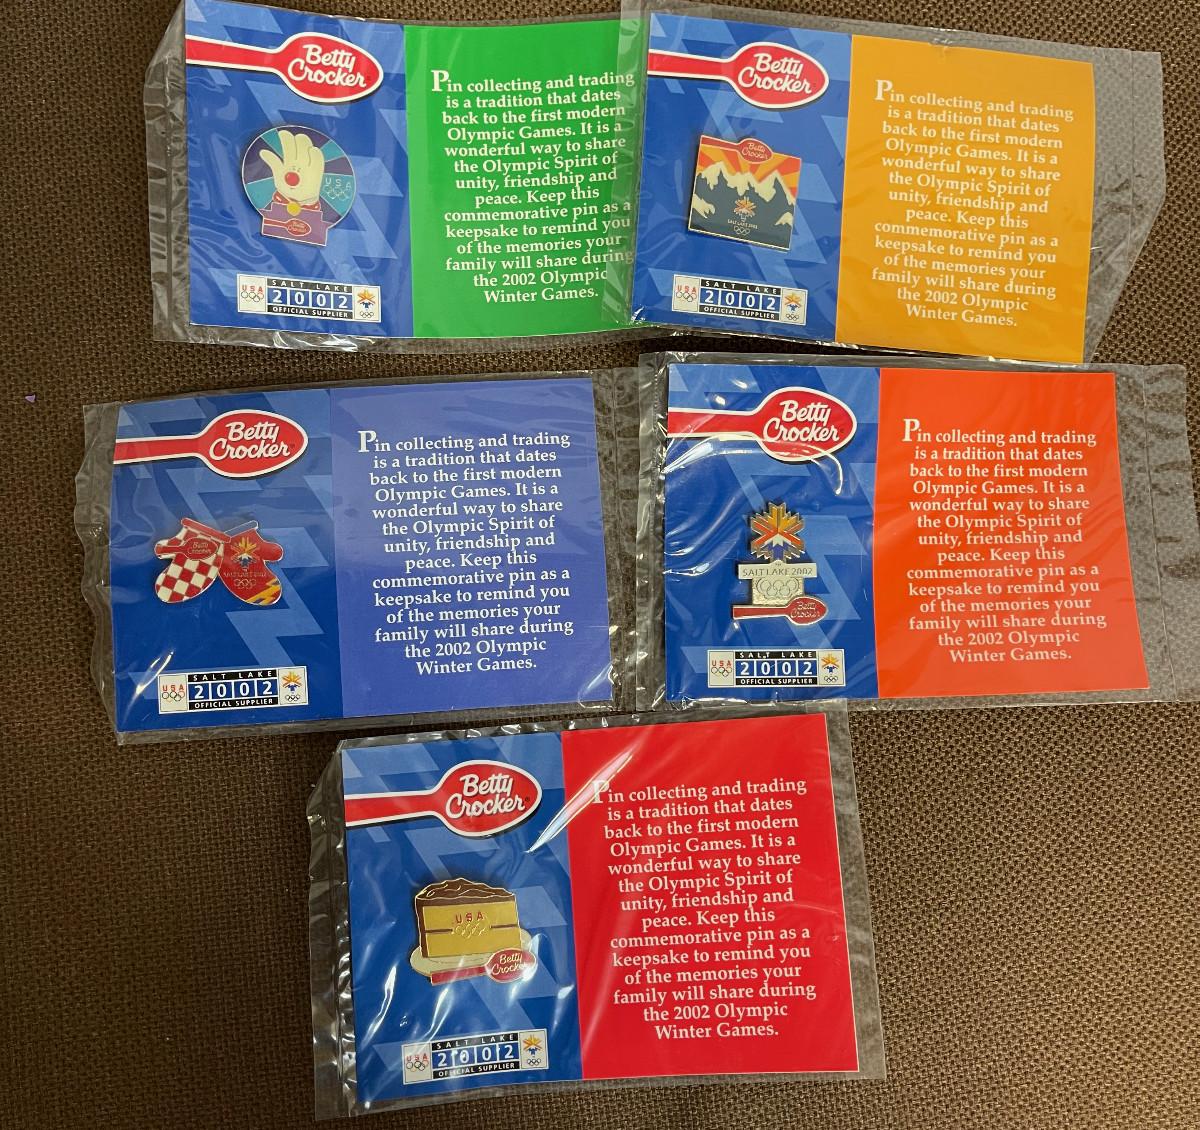 Betty
Crocker®
USA
Betty
Crocker
USA
SALT LAKE
2002
OFFICIAL SUPPLIER
Pin collecting and trading
is a tradition that dates
back to the first modern
Olympic Games. It is a
wonderful way to share
the Olympic Spirit of
unity, friendship and
peace. Keep this
commemorative pin as a
keepsake to remind you
of the memories your
family will share during
the 2002 Olympic
Winter Games.
Betty
Crocker®
Betty
Crocker
SALT LAKE 2002
USA
SALT LAKE
2002
OFFICIAL SUPPLIER
Pin collecting and trading
is a tradition that dates
back to the first modern
Olympic Games. It is a
wonderful way to share
the Olympic Spirit of
unity, friendship and
peace. Keep this
commemorative pin as a
keepsake to remind you
of the memories your
family will share during
the 2002 Olympic
Winter Games.
Betty
Crocker®
Betty
Crocker
SALT LAKE 2002
USA
SALT LAKE
2002
OFFICIAL SUPPLIER
Pin collecting and trading
is a tradition that dates
back to the first modern
Olympic Games. It is a
wonderful way to share
the Olympic Spirit of
unity, friendship and
peace. Keep this
commemorative pin as a
keepsake to remind you
of the memories your
family will share during
the 2002 Olympic
Winter Games.
Betty
Crocker®
SALT LAKE 2002
Betty
Crocker
USA
SALT LAKE
2002
OFFICIAL SUPPLIER
Pin collecting and trading
is a tradition that dates
back to the first modern
Olympic Games. It is a
wonderful way to share
the Olympic Spirit of
unity, friendship and
peace. Keep this
commemorative pin as a
keepsake to remind you
of the memories your
family will share during
the 2002 Olympic
Winter Games.
Betty
Crocker®
USA
Betty
Crocker
USA
SALT LAKE
2002
OFFICIAL SUPPLIER
Pin collecting and trading
is a tradition that dates
back to the first modern
Olympic Games. It is a
wonderful way to share
the Olympic Spirit of
unity, friendship and
peace. Keep this
commemorative pin as a
keepsake to remind you
of the memories your
family will share during
the 2002 Olympic
Winter Games.